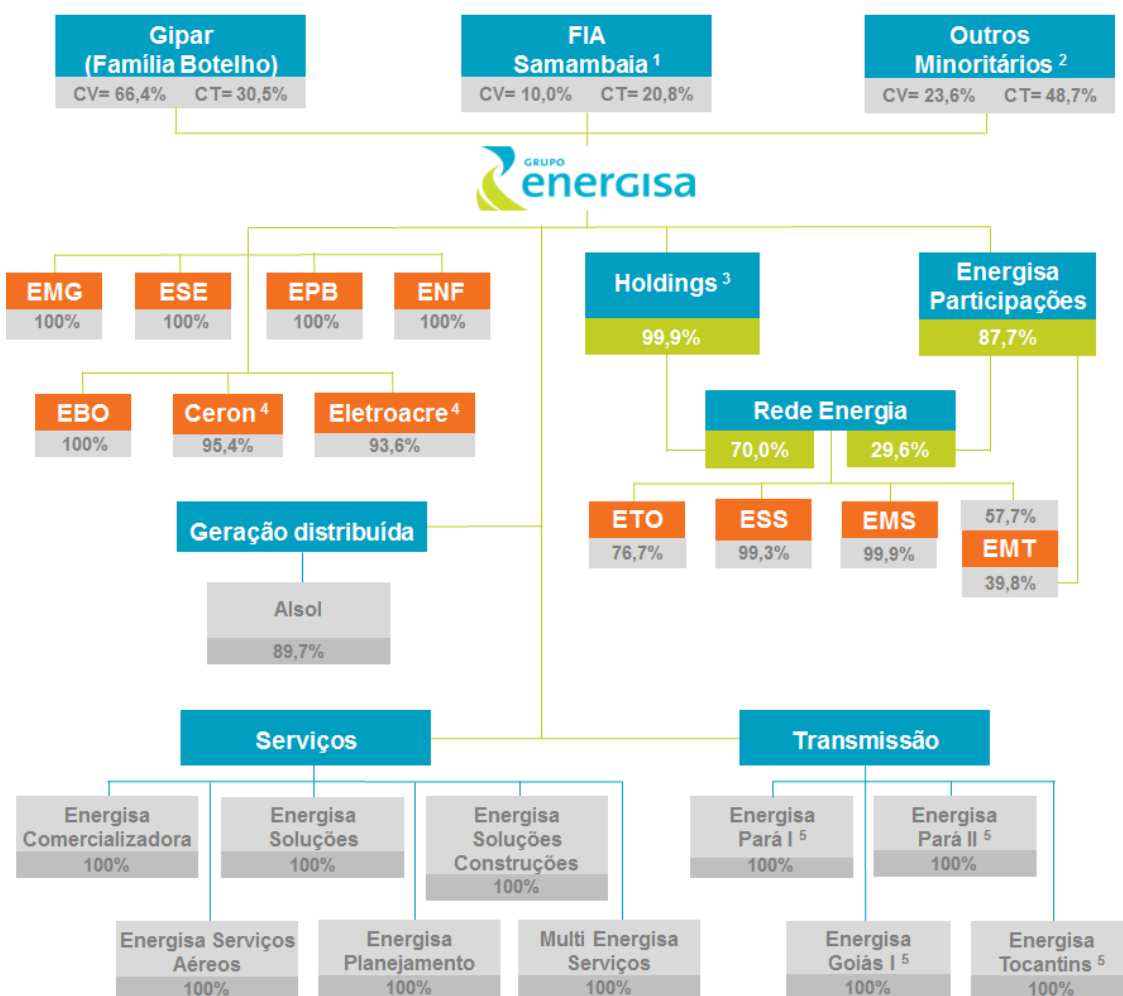 Gipar
(Família Botelho)
CV= 66,4% CT= 30,5%
FIA
Samambaia 1
CV= 10,0% CT= 20,8%
Outros
Minoritários 2
CV= 23,6% CT= 48,7%
GRUPO
energisa
EMG
100%
ESE
100%
EPB
100%
ENF
100%
Holdings 3
99,9%
Energisa
Participações
87,7%
EBO
100%
Ceron 4
95,4%
Eletroacre 4
93,6%
Rede Energia
70,0%
29,6%
ETO
76,7%
ESS
99,3%
EMS
99,9%
57,7%
EMT
39,8%
Geração distribuída
Alsol
89,7%
Serviços
Transmissão
Energisa
Comercializadora
100%
Energisa
Soluções
100%
Energisa
Soluções
Construções
100%
Energisa
Pará I 5
100%
Energisa
Pará II 5
100%
Energisa Serviços
Aéreos
100%
Energisa
Planejamento
100%
Multi Energisa
Serviços
100%
Energisa
Goiás I 5
100%
Energisa
Tocantins 5
100%